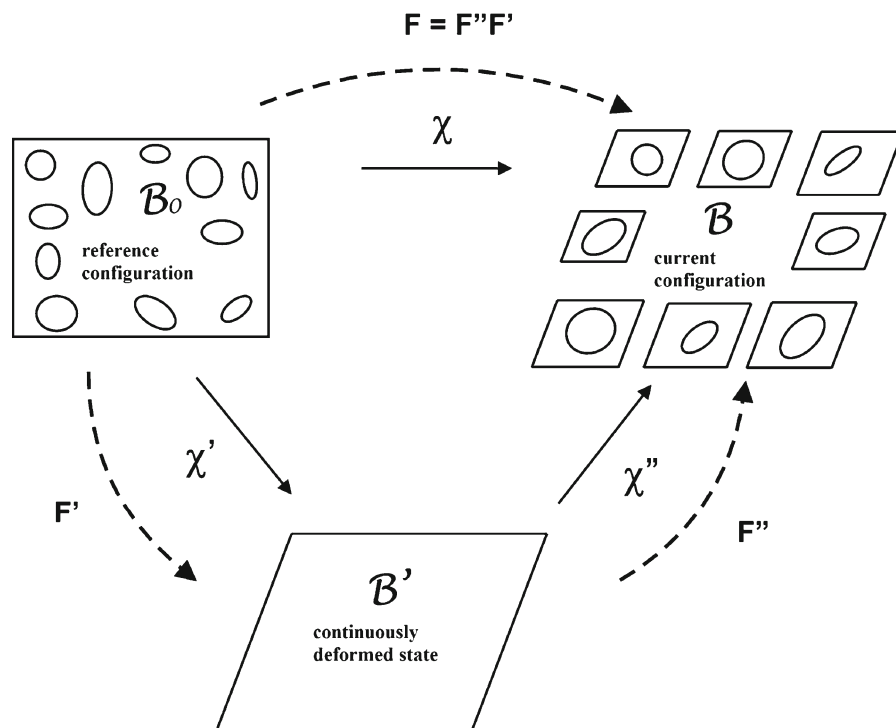 F = F”F’
χ
ℬ₀
reference
configuration
ℬ
current
configuration
χ’
χ”
F’
F”
ℬ’
continuously
deformed state